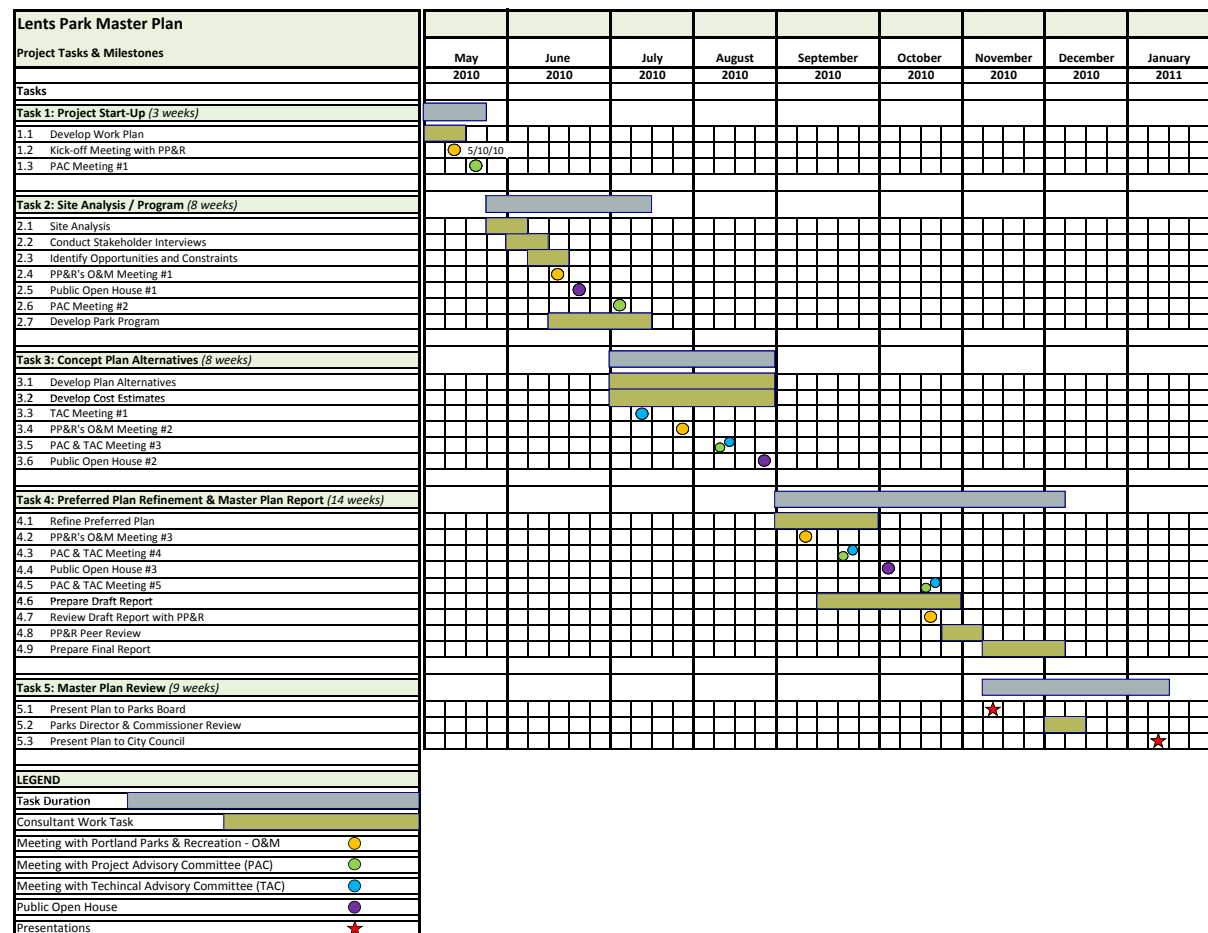 Lents Park Master Plan
Project Tasks & Milestones
May June July August September October November December January
2010 2010 2010 2010 2010 2010 2010 2010 2011
Tasks
Task 1: Project Start-Up (3 weeks)
1.1 Develop Work Plan
1.2 Kick-off Meeting with PP&R 5/10/10
1.3 PAC Meeting #1
Task 2: Site Analysis / Program (8 weeks)
2.1 Site Analysis
2.2 Conduct Stakeholder Interviews
2.3 Identify Opportunities and Constraints
2.4 PP&R's O&M Meeting #1
2.5 Public Open House #1
2.6 PAC Meeting #2
2.7 Develop Park Program
Task 3: Concept Plan Alternatives (8 weeks)
3.1 Develop Plan Alternatives
3.2 Develop Cost Estimates
3.3 TAC Meeting #1
3.4 PP&R's O&M Meeting #2
3.5 PAC & TAC Meeting #3
3.6 Public Open House #2
Task 4: Preferred Plan Refinement & Master Plan Report (14 weeks)
4.1 Refine Preferred Plan
4.2 PP&R's O&M Meeting #3
4.3 PAC & TAC Meeting #4
4.4 Public Open House #3
4.5 PAC & TAC Meeting #5
4.6 Prepare Draft Report
4.7 Review Draft Report with PP&R
4.8 PP&R Peer Review
4.9 Prepare Final Report
Task 5: Master Plan Review (9 weeks)
5.1 Present Plan to Parks Board
5.2 Parks Director & Commissioner Review
5.3 Present Plan to City Council
LEGEND
Task Duration
Consultant Work Task
Meeting with Portland Parks & Recreation - O&M
Meeting with Project Advisory Committee (PAC)
Meeting with Techincal Advisory Committee (TAC)
Public Open House
Presentations